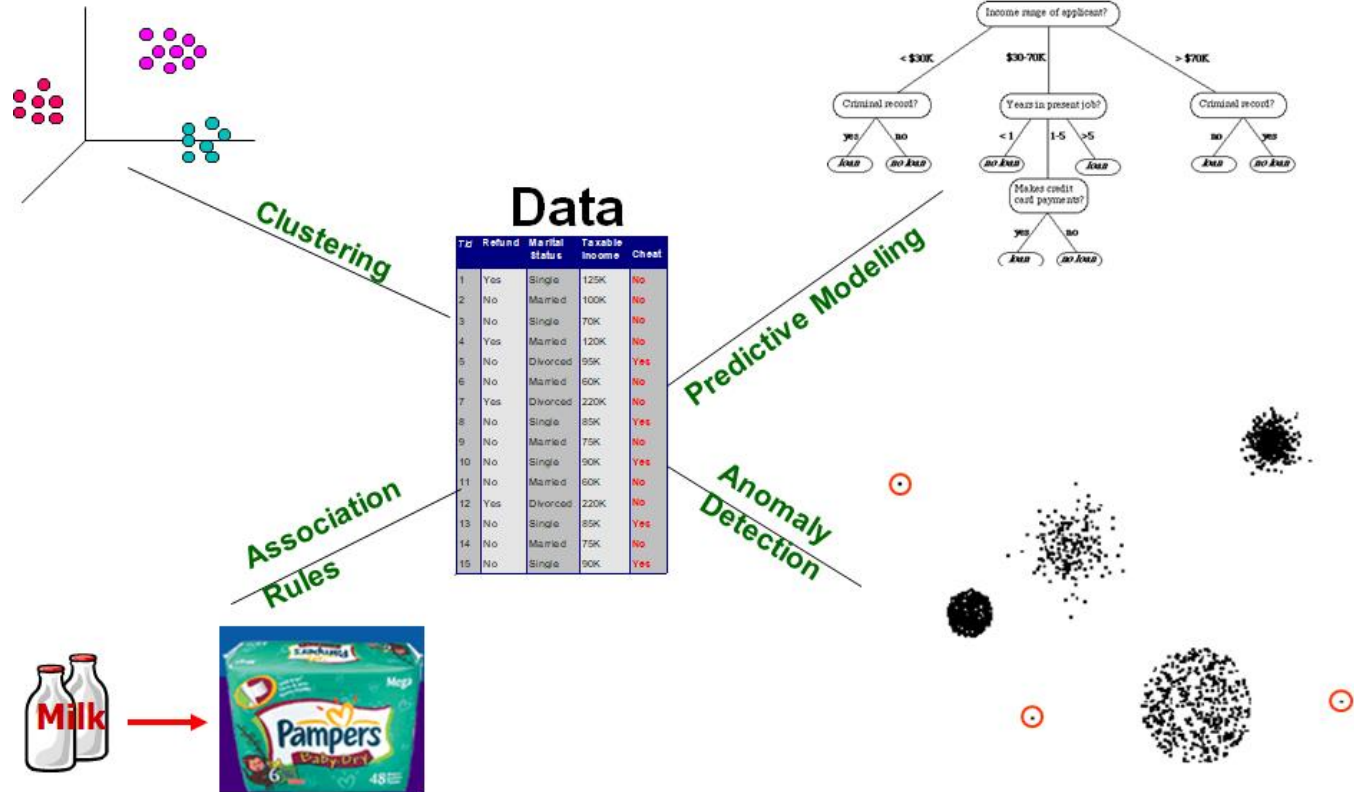 Income range of applicant?
< $30K
$30-70K
> $70K
Criminal record?
Years in present job?
Criminal record?
yes
no
< 1
1-5
>5
no
yes
loan
no loan
no loan
loan
loan
no loan
Makes credit
card payments?
yes
no
loan
no loan
Clustering
Data
Predictive Modeling
Tid Refund Marital Status Taxable Income Cheat
1 Yes Single 125K No
2 No Married 100K No
3 No Single 70K No
4 Yes Married 120K No
5 No Divorced 95K Yes
6 No Married 60K No
7 Yes Divorced 220K No
8 No Single 85K Yes
9 No Married 75K No
10 No Single 90K Yes
11 No Married 60K No
12 Yes Divorced 220K No
13 No Single 85K Yes
14 No Married 75K No
15 No Single 90K Yes
Association
Rules
Anomaly
Detection
Milk
Pampers
Mega
Pampers
Baby Dry
6
48